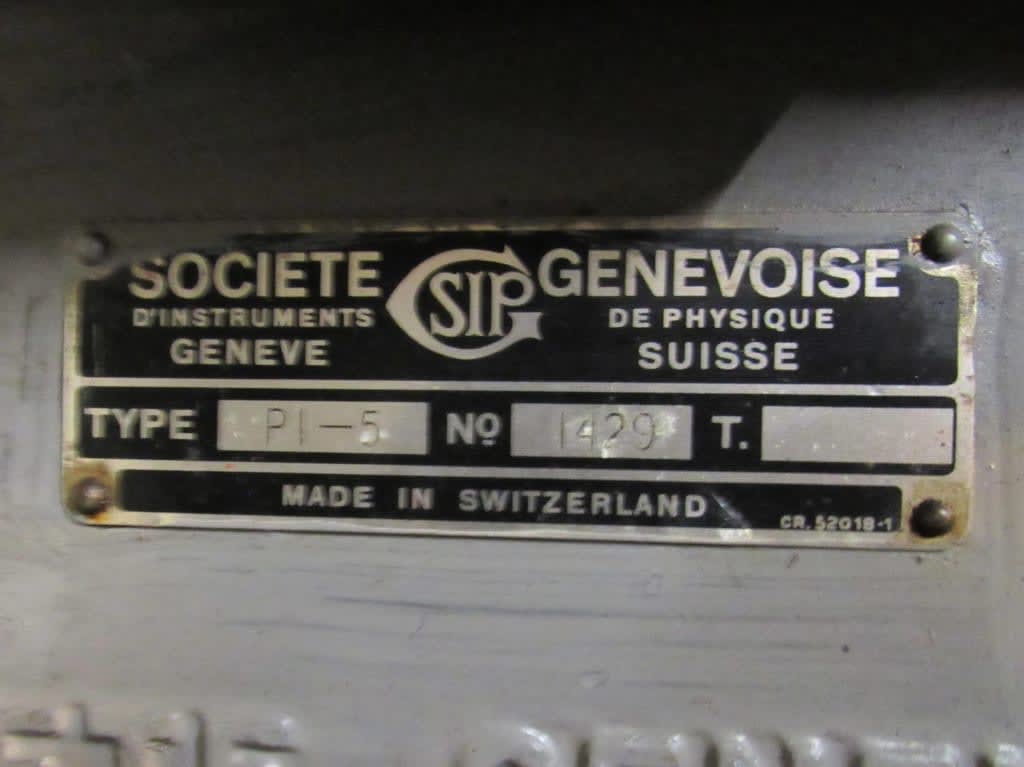 SOCIETE SIP GENEVOISE
D'INSTRUMENTS DE PHYSIQUE
GENEVE SUISSE
TYPE PI-5 No 1429 T.
MADE IN SWITZERLAND
CR. 52018-1